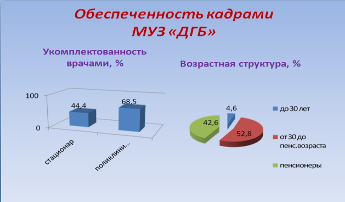 Обеспеченность кадрами
МУЗ «ДГБ»
Укомплектованность
врачами, %
100
0
44,4
68,5
стационар
поликлини...
Возрастная структура, %
4,6
52,8
42,6
до 30 лет
от 30 до
пенс.возраста
пенсионеры